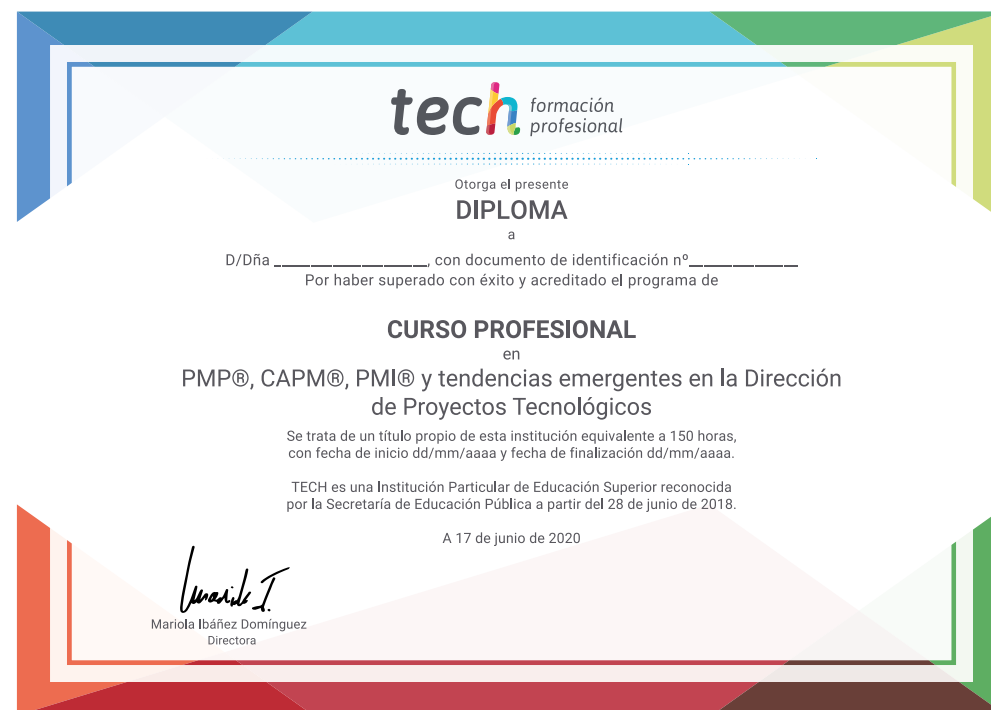 tech formación
profesional
Otorga el presente
DIPLOMA
a
D/Dña ____________________, con documento de identificación nº______________
Por haber superado con éxito y acreditado el programa de
CURSO PROFESIONAL
en
PMP®, CAPM®, PMI® y tendencias emergentes en la Dirección
de Proyectos Tecnológicos
Se trata de un título propio de esta institución equivalente a 150 horas,
con fecha de inicio dd/mm/aaaa y fecha de finalización dd/mm/aaaa.
TECH es una Institución Particular de Educación Superior reconocida
por la Secretaría de Educación Pública a partir del 28 de junio de 2018.
A 17 de junio de 2020
Mariola Ibáñez Domínguez
Directora